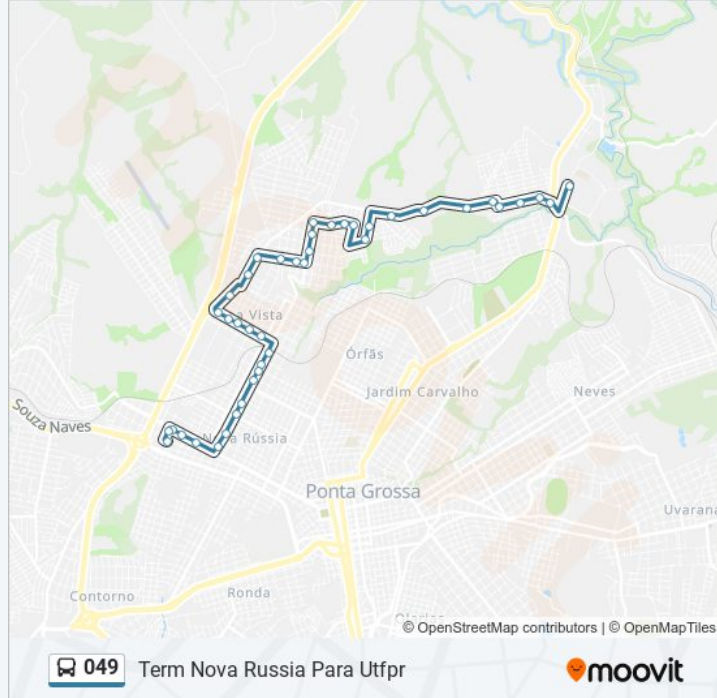 a Vista
Órfãs
Jardim Carvalho
Neves
Souza Naves
Nova Rússia
Ponta Grossa
Uvarana
Contorno
Ronda
© OpenStreetMap contributors | © OpenMapTiles
049 Term Nova Russia Para Utfpr
moovit